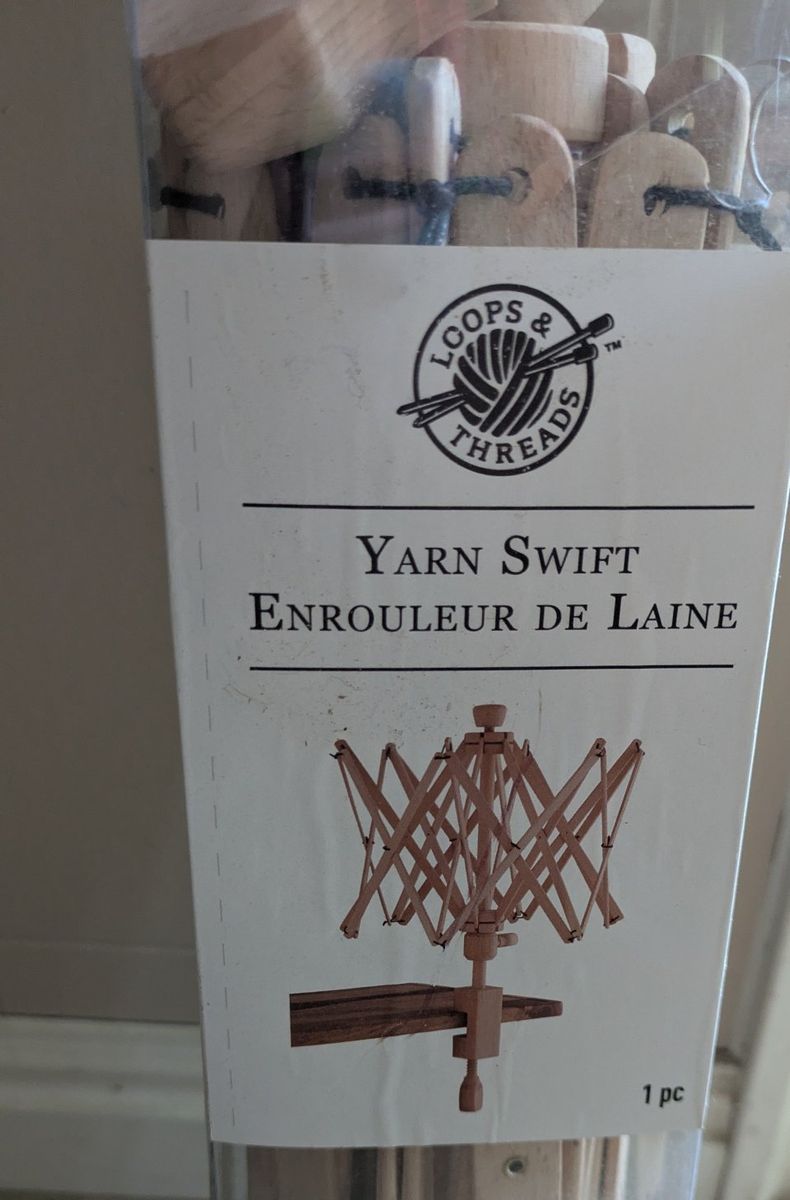 LOOPS &
THREADS
™
YARN SWIFT
ENROULEUR DE LAINE
1 pc